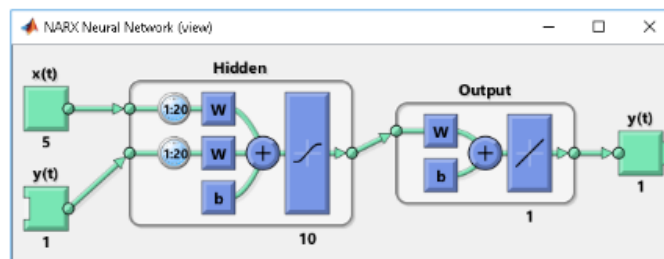 NARX Neural Network (view)
Hidden
x(t)
Output
1:20
W
5
W
y(t)
y(t)
1:20
W
b
b
1
1
1
10